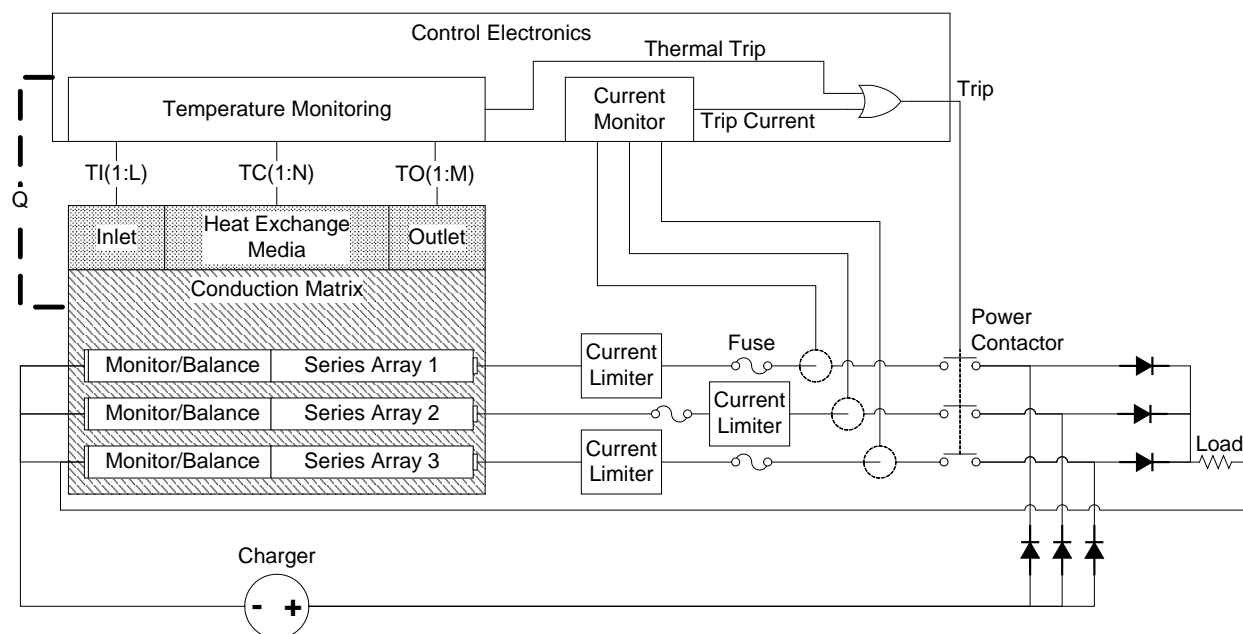 Control Electronics
Thermal Trip
Trip
Temperature Monitoring
Current
Monitor
Trip Current
TI(1:L)
TC(1:N)
TO(1:M)
Q̇
Inlet
Heat Exchange
Media
Outlet
Conduction Matrix
Power
Contactor
Fuse
Current
Limiter
Monitor/Balance
Series Array 1
Current
Limiter
Monitor/Balance
Series Array 2
Current
Limiter
Monitor/Balance
Series Array 3
Load
Charger
- +